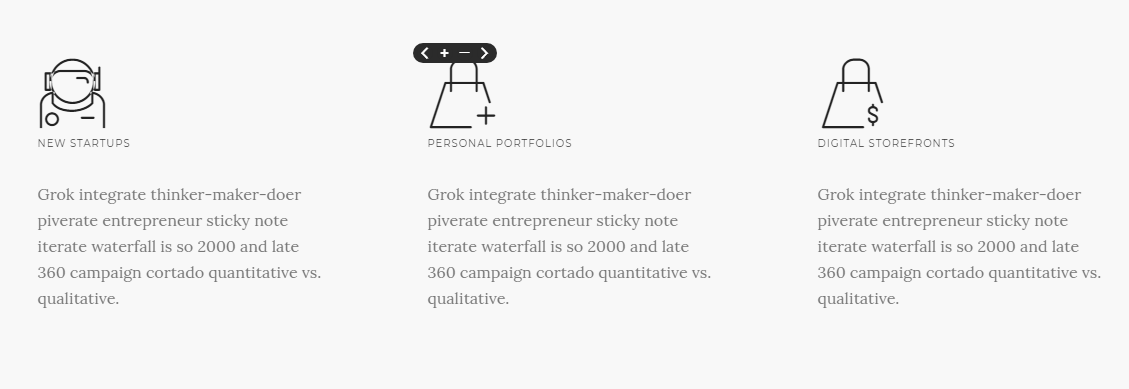 NEW STARTUPS
Grok integrate thinker-maker-doer
piverate entrepreneur sticky note
iterate waterfall is so 2000 and late
360 campaign cortado quantitative vs.
qualitative.
PERSONAL PORTFOLIOS
Grok integrate thinker-maker-doer
piverate entrepreneur sticky note
iterate waterfall is so 2000 and late
360 campaign cortado quantitative vs.
qualitative.
$
DIGITAL STOREFRONTS
Grok integrate thinker-maker-doer
piverate entrepreneur sticky note
iterate waterfall is so 2000 and late
360 campaign cortado quantitative vs.
qualitative.